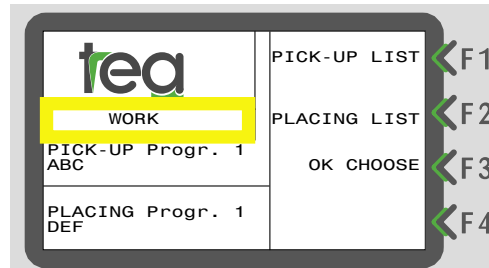 teq
WORK
PICK-UP Progr. 1
ABC
PLACING Progr. 1
DEF
PICK-UP LIST
PLACING LIST
OK CHOOSE
F1
F2
F3
F4